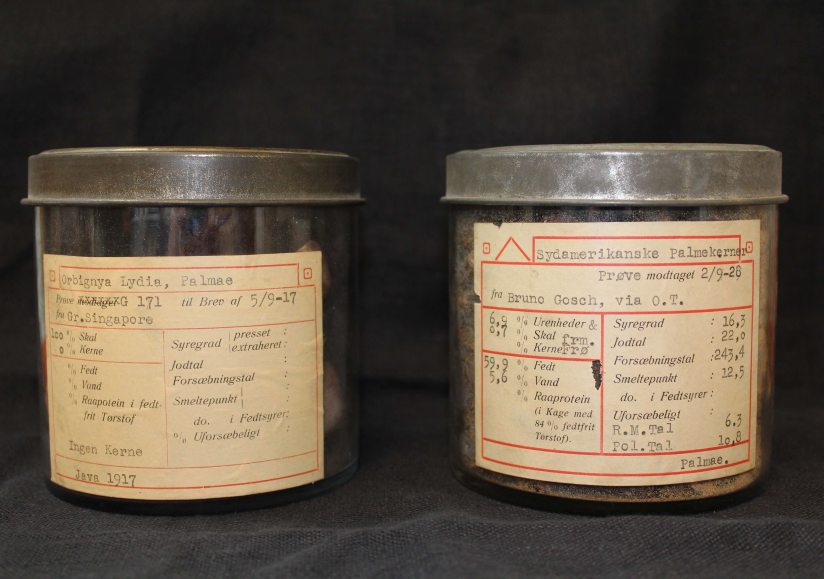 Orbignya Lydia, Palmae
Prøve modtaget G 171 til Brev af 5/9-17
fra Gr.Singapore
100 % Skal
0 % Kerne
Syregrad presset :
extraheret:
Jodtal :
Forsæbningstal :
Smeltepunkt :
do. i Fedtsyrer:
% Uforsæbeligt :
% Fedt
% Vand
% Raaprotein i fedt-
frit Tørstof
Ingen Kerne
Java 1917
Sydamerikanske Palmekerner
Prøve modtaget 2/9-28
fra Bruno Gosch, via O.T.
6,9 % Urenheder &
0,7 % Skal frm.
% Kerne Frø
59,9 % Fedt
5,6 % Vand
% Raaprotein
(i Kage med
84 % fedtfrit
Tørstof).
Syregrad : 16,3
Jodtal : 22,0
Forsæbningstal :243,4
Smeltepunkt : 12,5
do. i Fedtsyrer:
Uforsæbeligt :
R.M.Tal 6.3
Pol.Tal 10,8
Palmae.